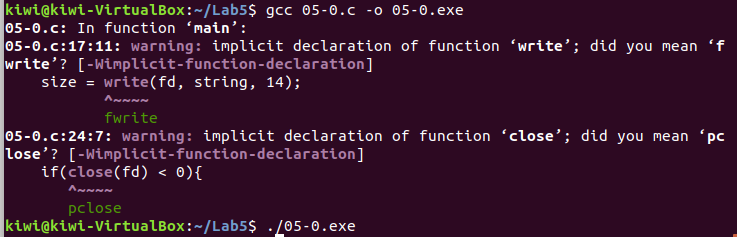 kiwi@kiwi-VirtualBox:~/Lab5$ gcc 05-0.c -o 05-0.exe
05-0.c: In function ‘main’:
05-0.c:17:11: warning: implicit declaration of function ‘write’; did you mean ‘f
write’? [-Wimplicit-function-declaration]
    size = write(fd, string, 14);
           ^~~~~
           fwrite
05-0.c:24:7: warning: implicit declaration of function ‘close’; did you mean ‘pc
lose’? [-Wimplicit-function-declaration]
    if(close(fd) < 0){
       ^~~~~
       pclose
kiwi@kiwi-VirtualBox:~/Lab5$ ./05-0.exe